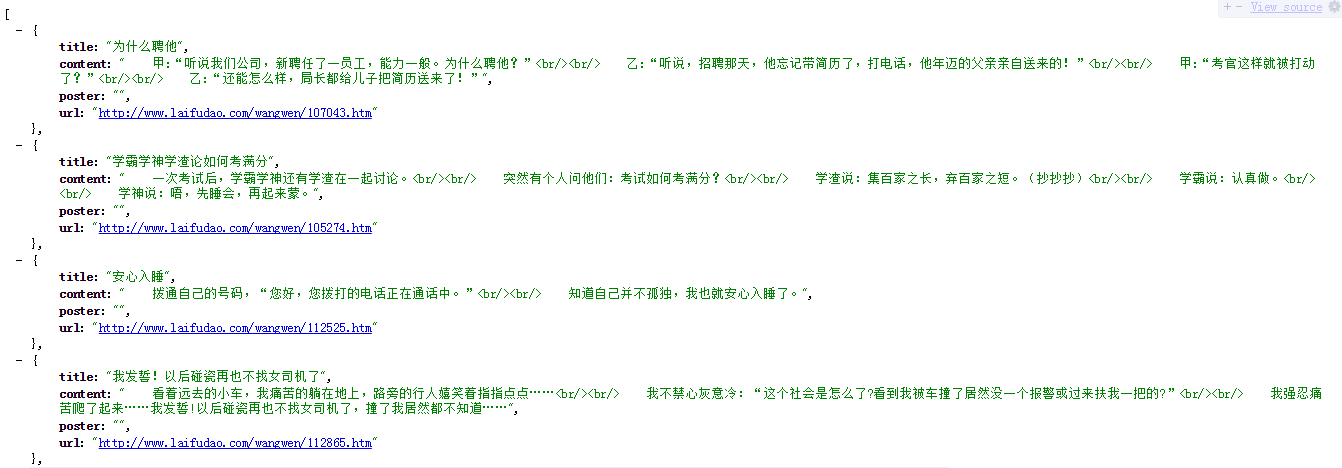 + - View source
[
- {
title: "为什么聘他",
content: "    甲:“听说我们公司，新聘任了一员工，能力一般。为什么聘他？”<br/><br/>    乙:“听说，招聘那天，他忘记带简历了，打电话，他年迈的父亲亲自送来的！”<br/><br/>    甲:“考官这样就被打动
了？”<br/><br/>    乙:“还能怎么样，局长都给儿子把简历送来了！”",
poster: "",
url: "http://www.laifudao.com/wangwen/107043.htm"
},
- {
title: "学霸学神学渣论如何考满分",
content: "    一次考试后，学霸学神还有学渣在一起讨论。<br/><br/>    突然有个人问他们：考试如何考满分？<br/><br/>    学渣说：集百家之长，弃百家之短。（抄抄抄）<br/><br/>    学霸说：认真做。<br/>
<br/>    学神说：唔，先睡会，再起来蒙。",
poster: "",
url: "http://www.laifudao.com/wangwen/105274.htm"
},
- {
title: "安心入睡",
content: "    拨通自己的号码，“您好，您拨打的电话正在通话中。”<br/><br/>    知道自己并不孤独，我也就安心入睡了。",
poster: "",
url: "http://www.laifudao.com/wangwen/112525.htm"
},
- {
title: "我发誓！以后碰瓷再也不找女司机了",
content: "    看着远去的小车，我痛苦的躺在地上，路旁的行人嬉笑着指指点点……<br/><br/>    我不禁心灰意冷：“这个社会是怎么了?看到我被车撞了居然没一个报警或过来扶我一把的?”<br/><br/>    我强忍痛
苦爬了起来……我发誓!以后碰瓷再也不找女司机了，撞了我居然都不知道……",
poster: "",
url: "http://www.laifudao.com/wangwen/112865.htm"
},